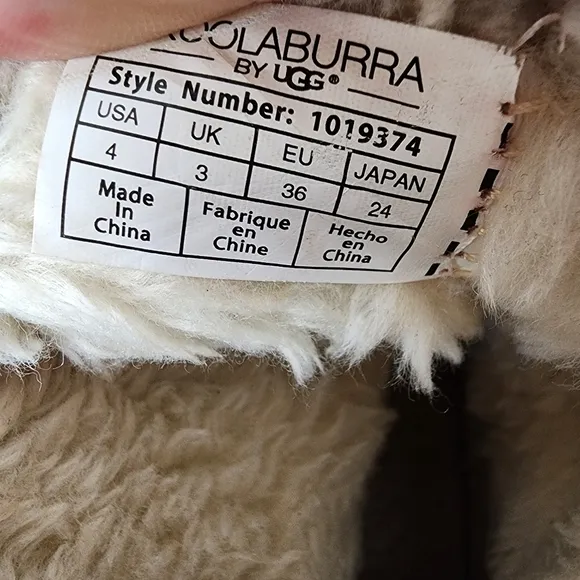 KOOLABURRA
BY UGG®
Style Number: 1019374
USA UK EU JAPAN
4 3 36 24
Made In China
Fabrique en Chine
Hecho en China